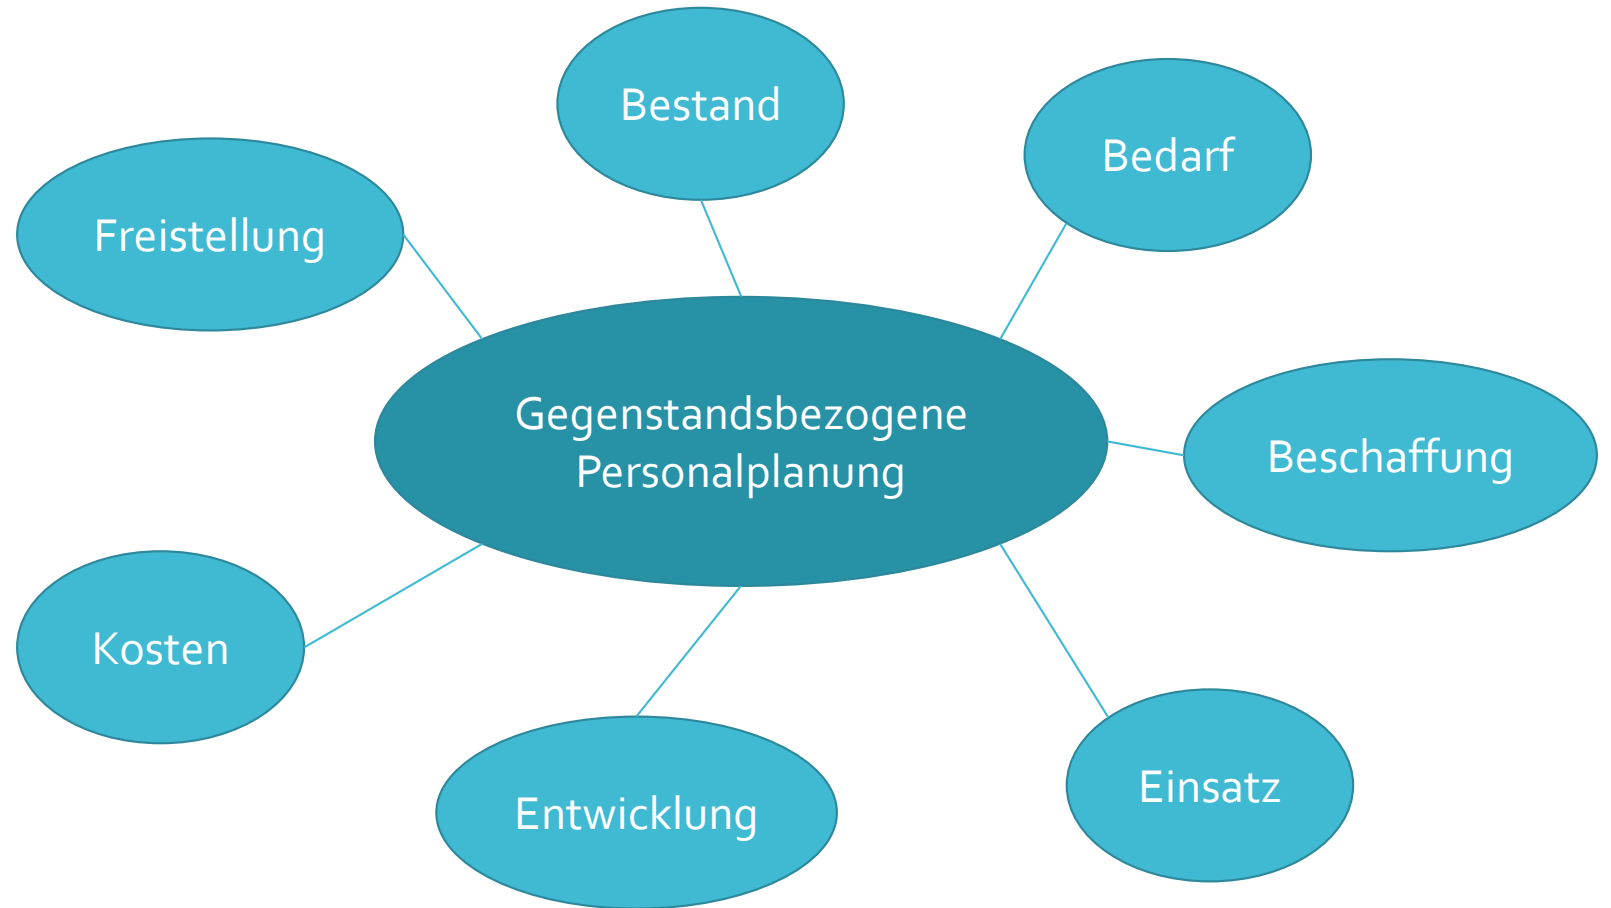 Bestand
Bedarf
Freistellung
Gegenstandsbezogene
Personalplanung
Beschaffung
Kosten
Einsatz
Entwicklung